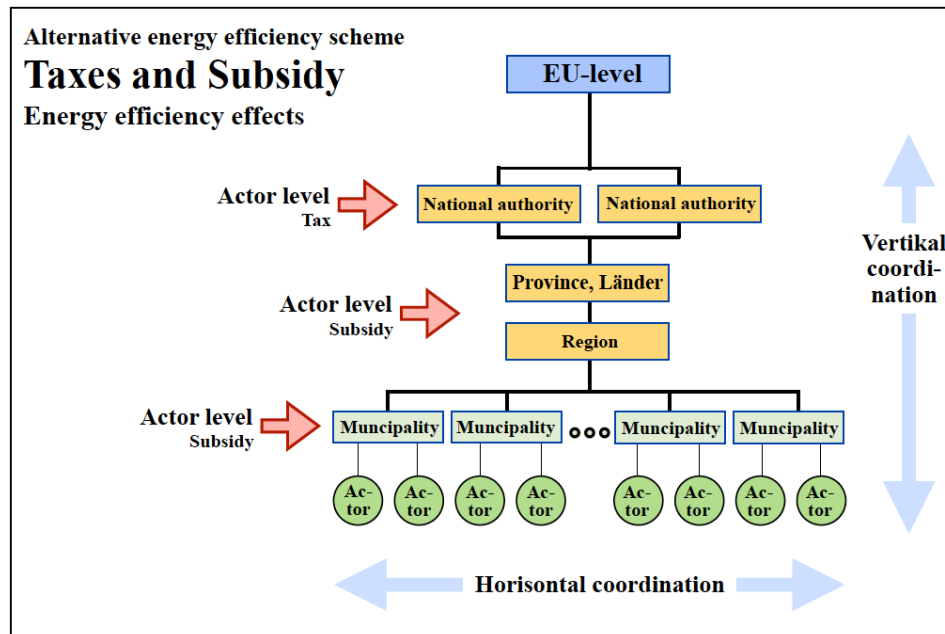 Alternative energy efficiency scheme
Taxes and Subsidy
Energy efficiency effects
EU-level
Actor level
Tax
National authority
National authority
Vertikal
coordi-
nation
Province, Länder
Actor level
Subsidy
Region
Actor level
Subsidy
Muncipality
Muncipality
Muncipality
Muncipality
Ac-
tor
Ac-
tor
Ac-
tor
Ac-
tor
Ac-
tor
Ac-
tor
Ac-
tor
Ac-
tor
Horisontal coordination